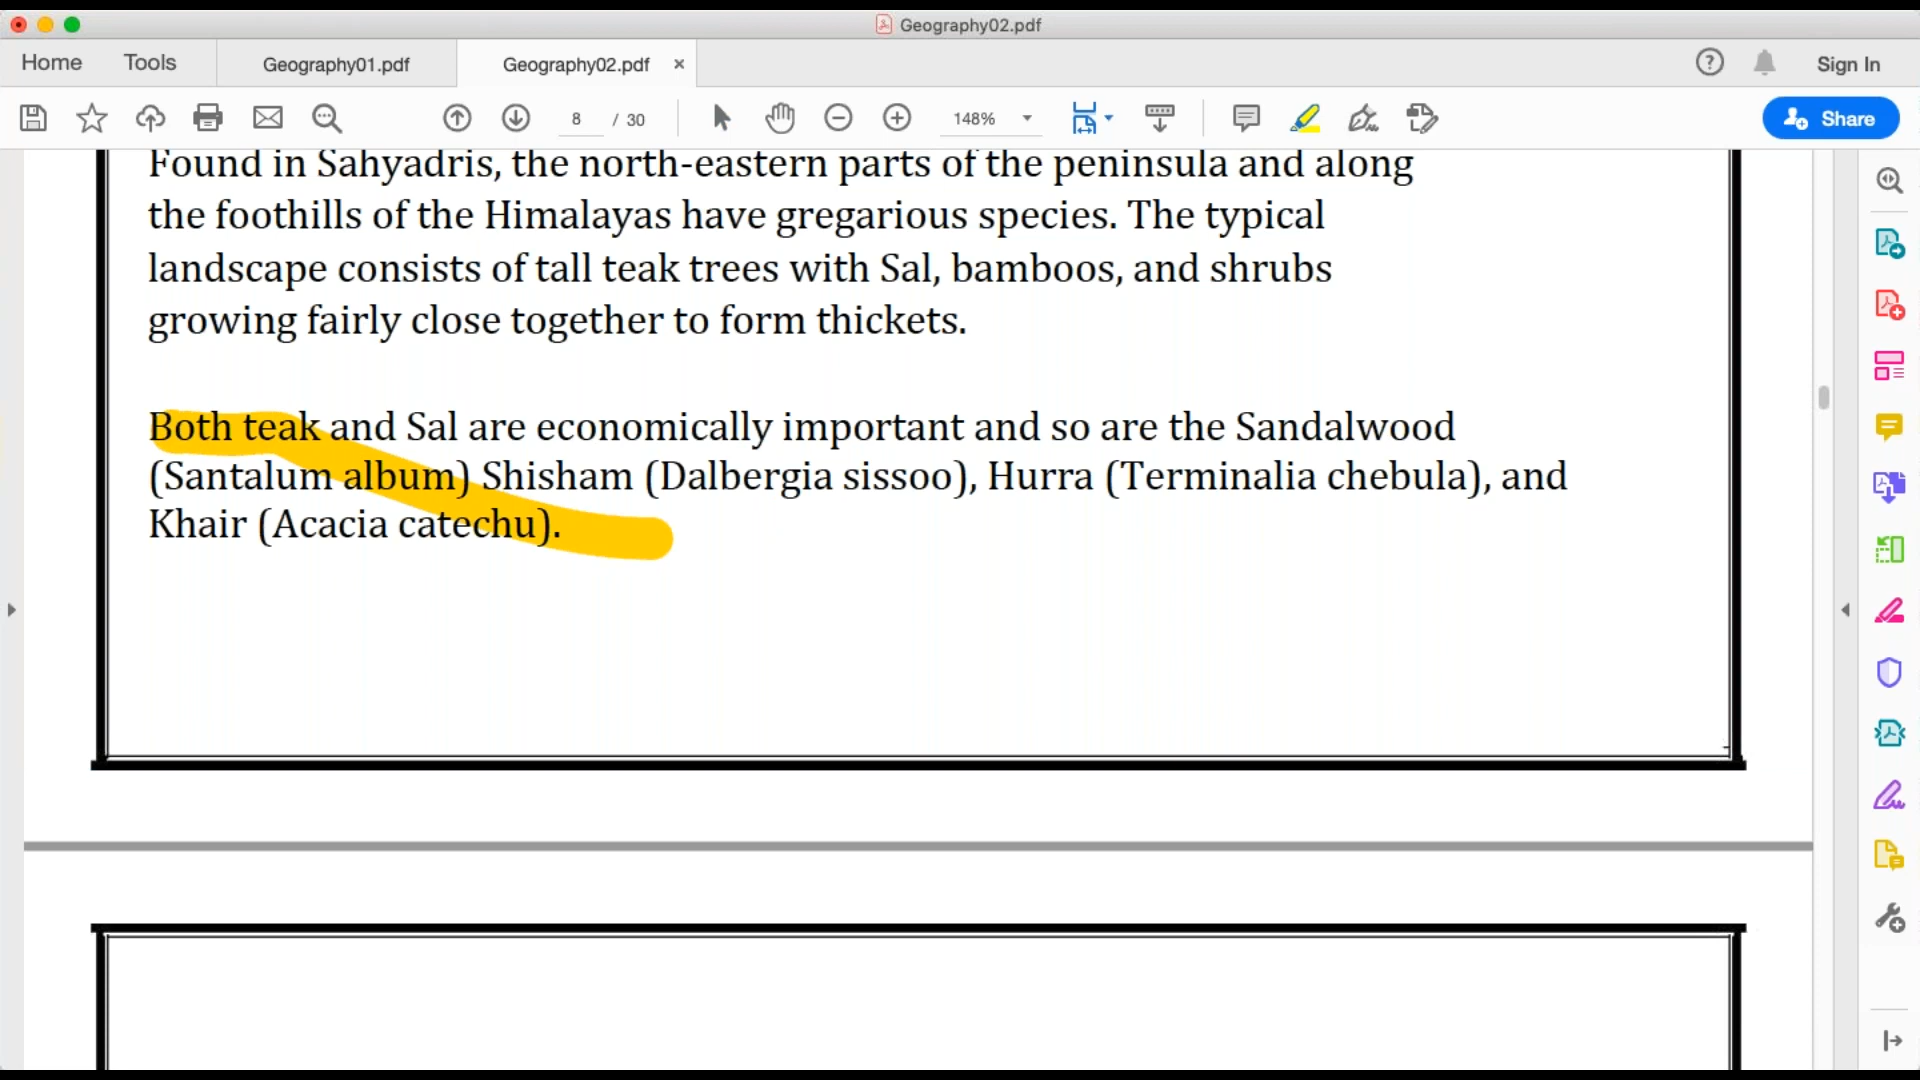 Geography02.pdf
Home Tools Geography01.pdf Geography02.pdf × Sign In
8 / 30 148% Share
Found in Sahyadris, the north-eastern parts of the peninsula and along
the foothills of the Himalayas have gregarious species. The typical
landscape consists of tall teak trees with Sal, bamboos, and shrubs
growing fairly close together to form thickets.
Both teak and Sal are economically important and so are the Sandalwood
(Santalum album) Shisham (Dalbergia sissoo), Hurra (Terminalia chebula), and
Khair (Acacia catechu).